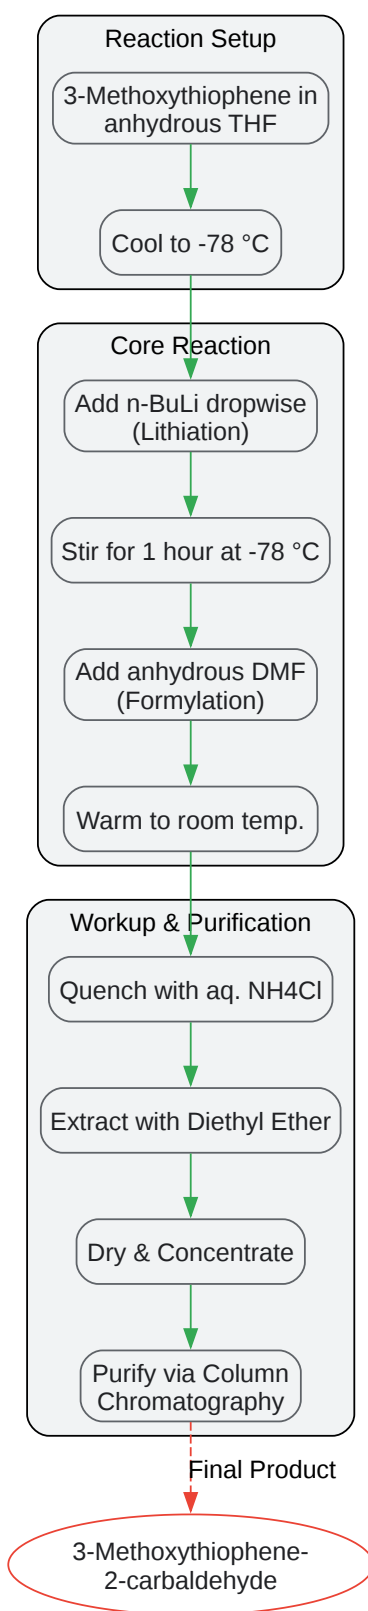 Reaction Setup
3-Methoxythiophene in
anhydrous THF
Cool to -78 °C
Core Reaction
Add n-BuLi dropwise
(Lithiation)
Stir for 1 hour at -78 °C
Add anhydrous DMF
(Formylation)
Warm to room temp.
Workup & Purification
Quench with aq. NH4Cl
Extract with Diethyl Ether
Dry & Concentrate
Purify via Column
Chromatography
Final Product
3-Methoxythiophene-
2-carbaldehyde